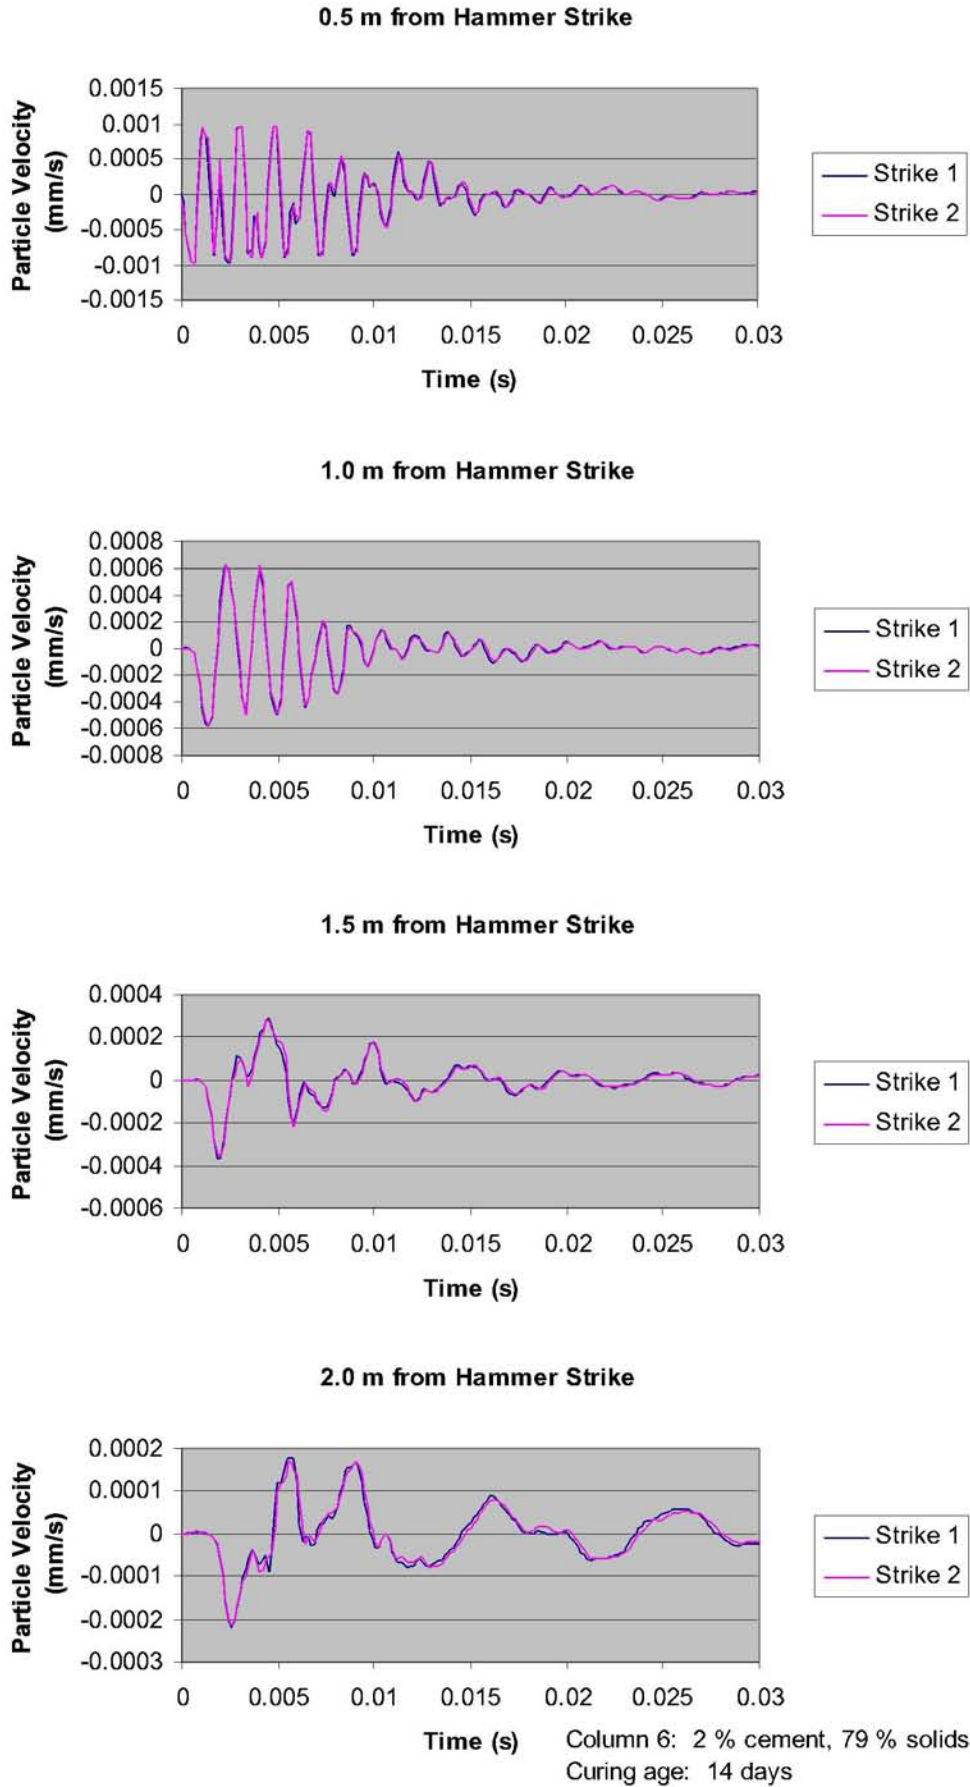 0.5 m from Hammer Strike
Particle Velocity
(mm/s)
0.0015
0.001
0.0005
0
-0.0005
-0.001
-0.0015
0 0.005 0.01 0.015 0.02 0.025 0.03
Time (s)
Strike 1
Strike 2
1.0 m from Hammer Strike
Particle Velocity
(mm/s)
0.0008
0.0006
0.0004
0.0002
0
-0.0002
-0.0004
-0.0006
-0.0008
0 0.005 0.01 0.015 0.02 0.025 0.03
Time (s)
Strike 1
Strike 2
1.5 m from Hammer Strike
Particle Velocity
(mm/s)
0.0004
0.0002
0
-0.0002
-0.0004
-0.0006
0 0.005 0.01 0.015 0.02 0.025 0.03
Time (s)
Strike 1
Strike 2
2.0 m from Hammer Strike
Particle Velocity
(mm/s)
0.0002
0.0001
0
-0.0001
-0.0002
-0.0003
0 0.005 0.01 0.015 0.02 0.025 0.03
Time (s)
Strike 1
Strike 2
Column 6: 2 % cement, 79 % solids
Curing age: 14 days